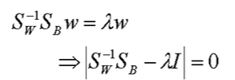 S_W^{-1} S_B w = λw
⇒ |S_W^{-1} S_B − λI| = 0